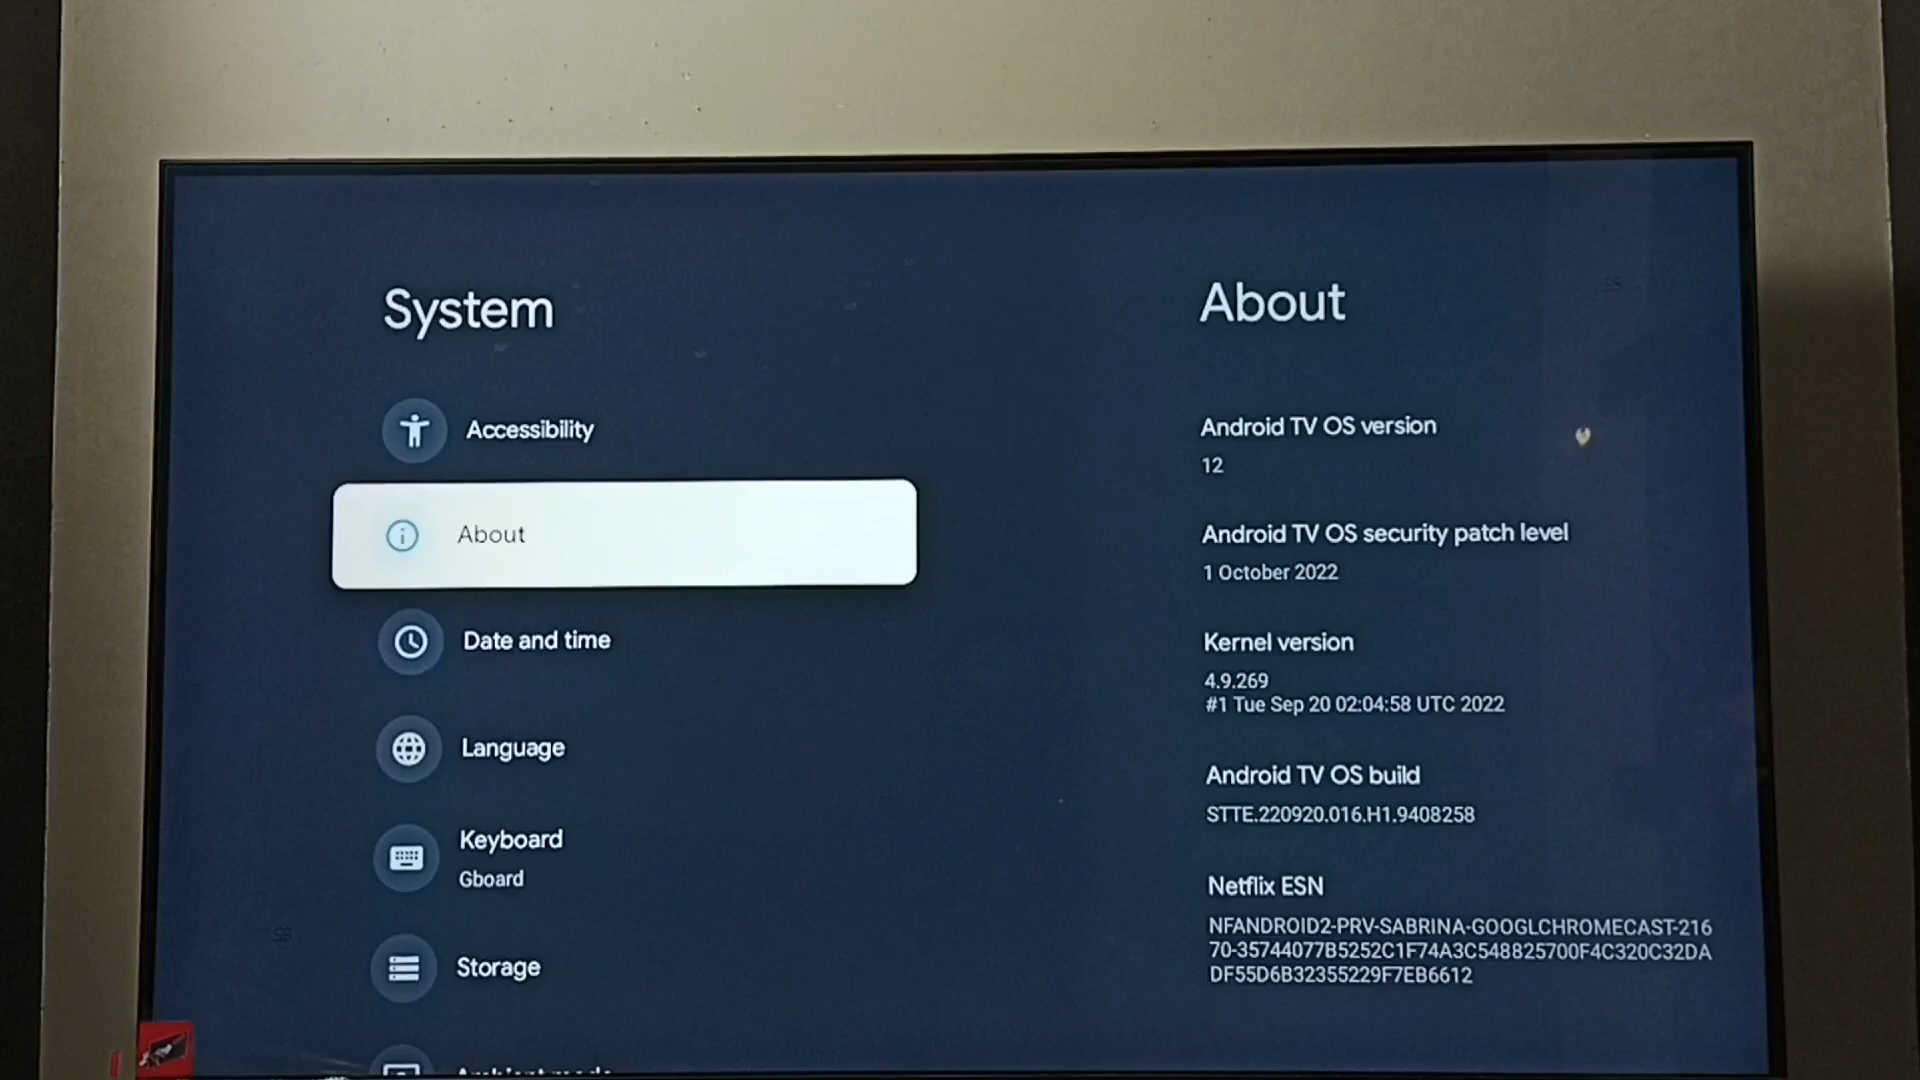 System
Accessibility
About
Date and time
Language
Keyboard
Gboard
Storage
Ambient mode
About
Android TV OS version
12
Android TV OS security patch level
1 October 2022
Kernel version
4.9.269
#1 Tue Sep 20 02:04:58 UTC 2022
Android TV OS build
STTE.220920.016.H1.9408258
Netflix ESN
NFANDROID2-PRV-SABRINA-GOOGLCHROMECAST-216
70-35744077B5252C1F74A3C548825700F4C320C32DA
DF55D6B32355229F7EB6612